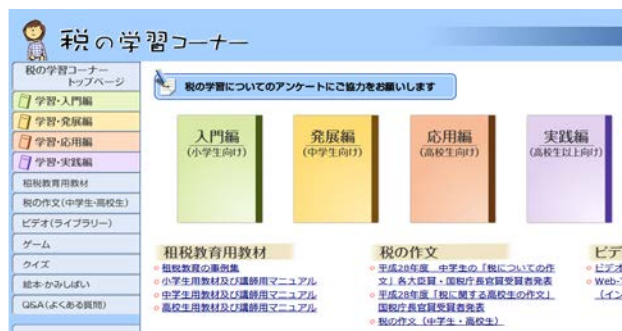 税の学習コーナー
税の学習コーナー
トップページ
学習・入門編
学習・発展編
学習・応用編
学習・実践編
租税教育用教材
税の作文(中学生・高校生)
ビデオ(ライブラリー)
ゲーム
クイズ
絵本・かみしばい
Q&A(よくある質問)
税の学習についてのアンケートにご協力をお願いします
入門編
(小学生向け)
発展編
(中学生向け)
応用編
(高校生向け)
実践編
(高校生以上向け)
租税教育用教材
租税教育の事例集
小学生用教材及び講師用マニュアル
中学生用教材及び講師用マニュアル
高校生用教材及び講師用マニュアル
税の作文
平成28年度 中学生の「税についての作
文」各大臣賞・国税庁長官賞受賞者発表
平成28年度「税に関する高校生の作文」
国税庁長官賞受賞者発表
税の作文(中学生・高校生)
ビデ
ビデオ
Web-
(イン